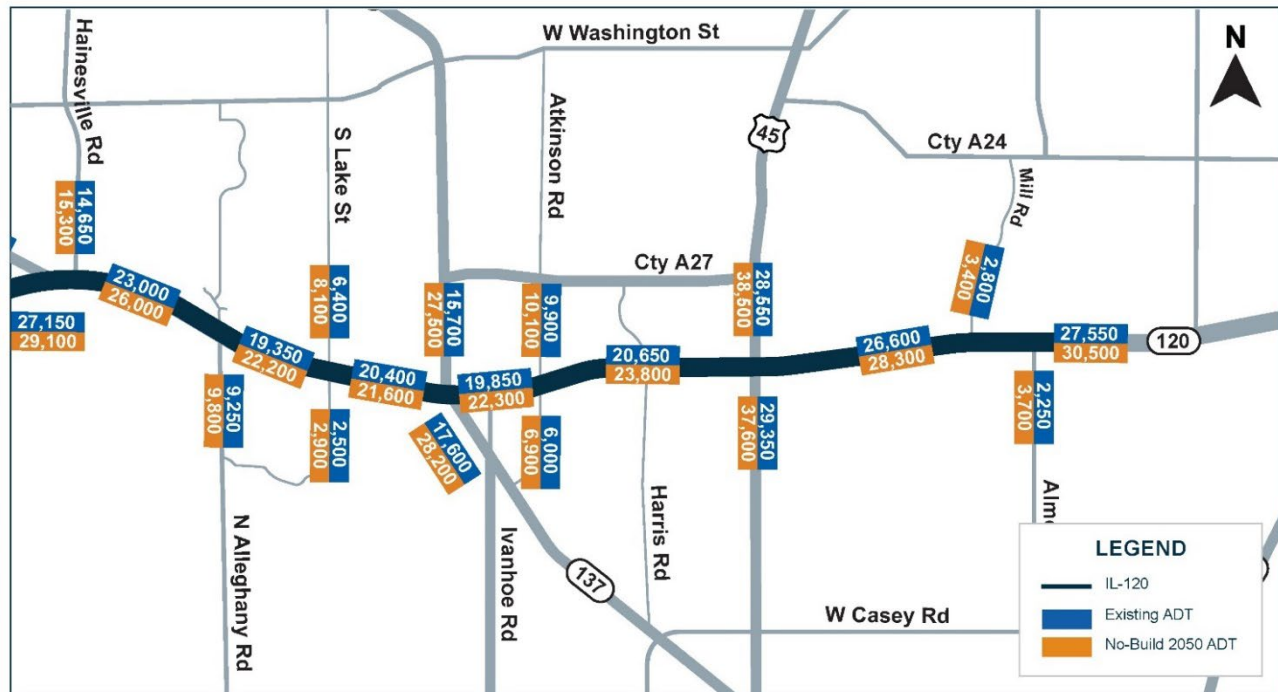 W Washington St
N
Hainesville Rd
S Lake St
Atkinson Rd
45
Cty A24
Mill Rd
14,650
15,300
6,400
8,100
Cty A27
15,700
27,500
9,900
10,100
28,550
38,500
2,800
3,400
23,000
26,000
27,150
29,100
19,350
22,200
20,400
21,600
19,850
22,300
20,650
23,800
26,600
28,300
27,550
30,500
120
9,250
9,800
2,500
2,900
17,600
28,200
6,000
6,900
29,350
37,600
2,250
3,700
N Alleghany Rd
Ivanhoe Rd
137
Harris Rd
W Casey Rd
LEGEND
IL-120
Existing ADT
No-Build 2050 ADT